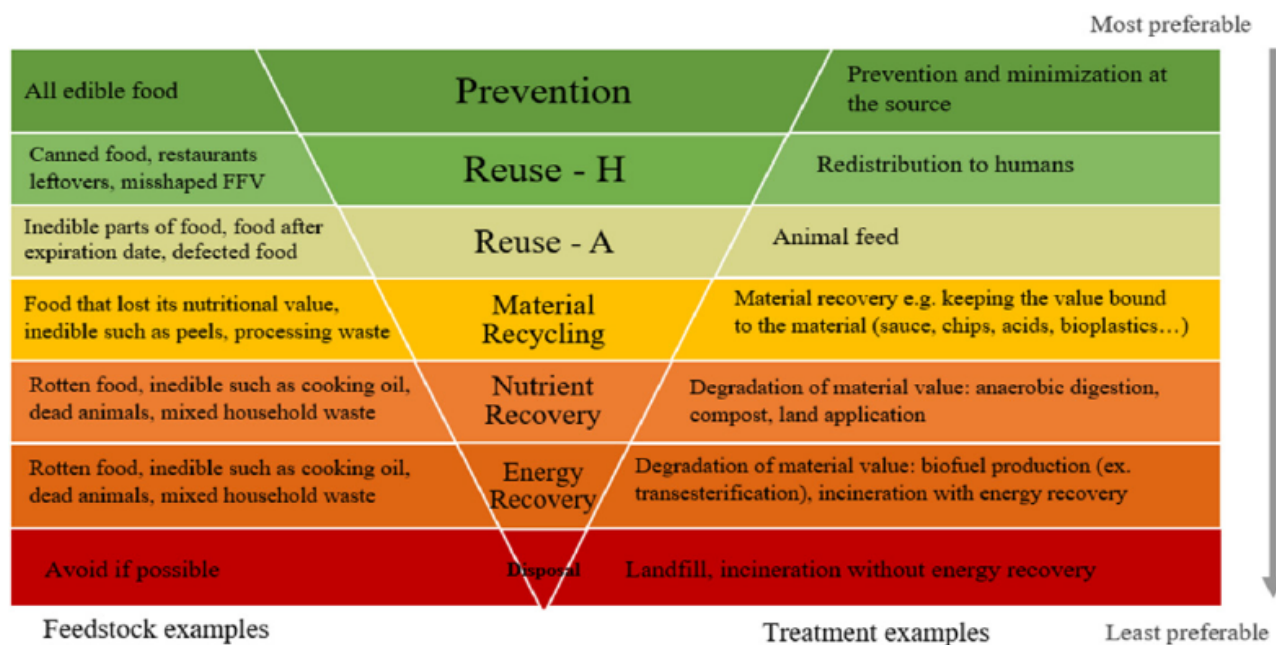 Most preferable
All edible food
Prevention
Prevention and minimization at
the source
Canned food, restaurants
leftovers, misshaped FFV
Reuse - H
Redistribution to humans
Inedible parts of food, food after
expiration date, defected food
Reuse - A
Animal feed
Food that lost its nutritional value,
inedible such as peels, processing waste
Material
Recycling
Material recovery e.g. keeping the value bound
to the material (sauce, chips, acids, bioplastics…)
Rotten food, inedible such as cooking oil,
dead animals, mixed household waste
Nutrient
Recovery
Degradation of material value: anaerobic digestion,
compost, land application
Rotten food, inedible such as cooking oil,
dead animals, mixed household waste
Energy
Recovery
Degradation of material value: biofuel production (ex.
transesterification), incineration with energy recovery
Avoid if possible
Disposal
Landfill, incineration without energy recovery
Feedstock examples
Treatment examples
Least preferable